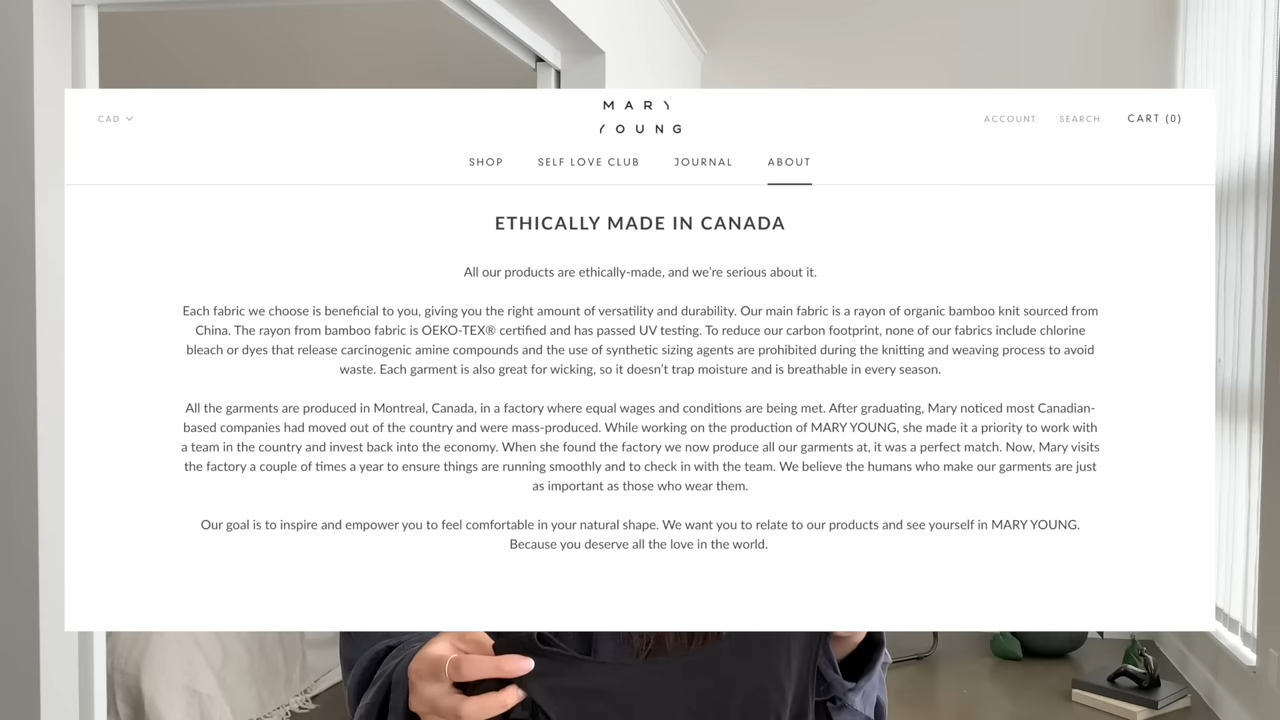 CAD
MARY
YOUNG
ACCOUNT
SEARCH
CART (0)
SHOP
SELF LOVE CLUB
JOURNAL
ABOUT
ETHICALLY MADE IN CANADA
All our products are ethically-made, and we're serious about it.
Each fabric we choose is beneficial to you, giving you the right amount of versatility and durability. Our main fabric is a rayon of organic bamboo knit sourced from
China. The rayon from bamboo fabric is OEKO-TEX® certified and has passed UV testing. To reduce our carbon footprint, none of our fabrics include chlorine
bleach or dyes that release carcinogenic amine compounds and the use of synthetic sizing agents are prohibited during the knitting and weaving process to avoid
waste. Each garment is also great for wicking, so it doesn't trap moisture and is breathable in every season.
All the garments are produced in Montreal, Canada, in a factory where equal wages and conditions are being met. After graduating, Mary noticed most Canadian-
based companies had moved out of the country and were mass-produced. While working on the production of MARY YOUNG, she made it a priority to work with
a team in the country and invest back into the economy. When she found the factory we now produce all our garments at, it was a perfect match. Now, Mary visits
the factory a couple of times a year to ensure things are running smoothly and to check in with the team. We believe the humans who make our garments are just
as important as those who wear them.
Our goal is to inspire and empower you to feel comfortable in your natural shape. We want you to relate to our products and see yourself in MARY YOUNG.
Because you deserve all the love in the world.